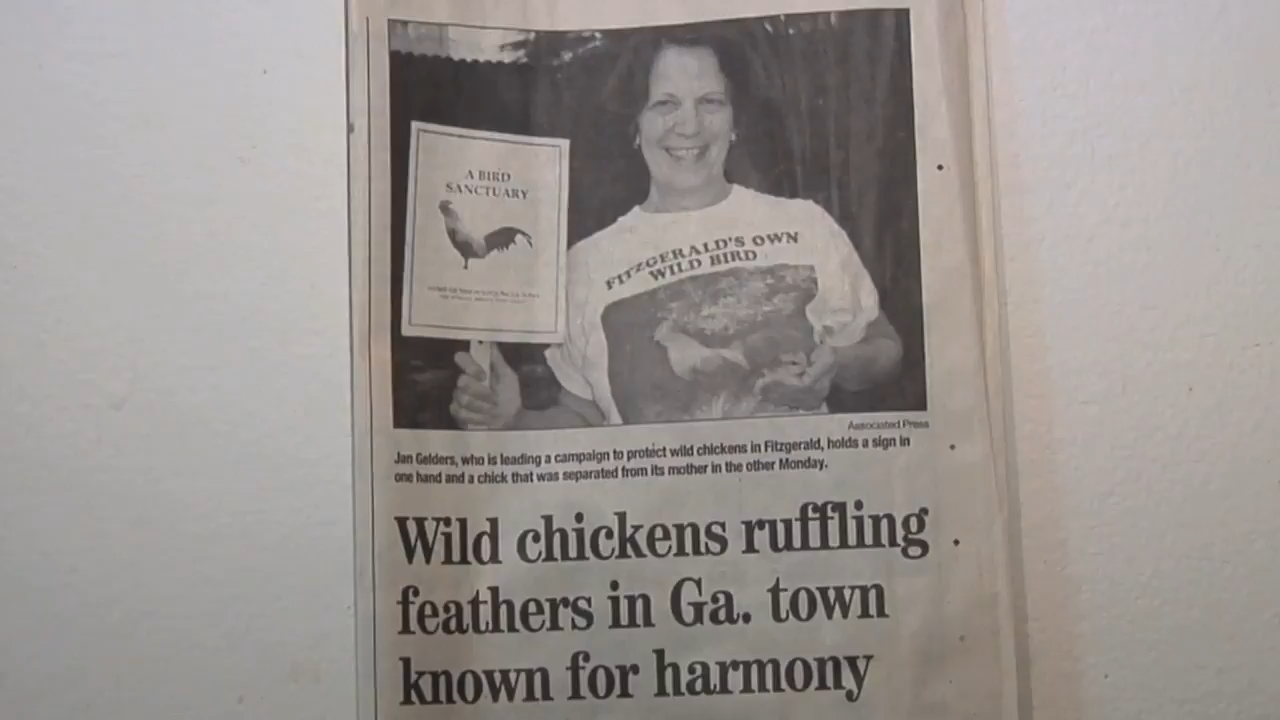 A BIRD
SANCTUARY
FITZGERALD'S OWN
WILD BIRD
Associated Press
Jan Gelders, who is leading a campaign to protect wild chickens in Fitzgerald, holds a sign in
one hand and a chick that was separated from its mother in the other Monday.
Wild chickens ruffling
feathers in Ga. town
known for harmony